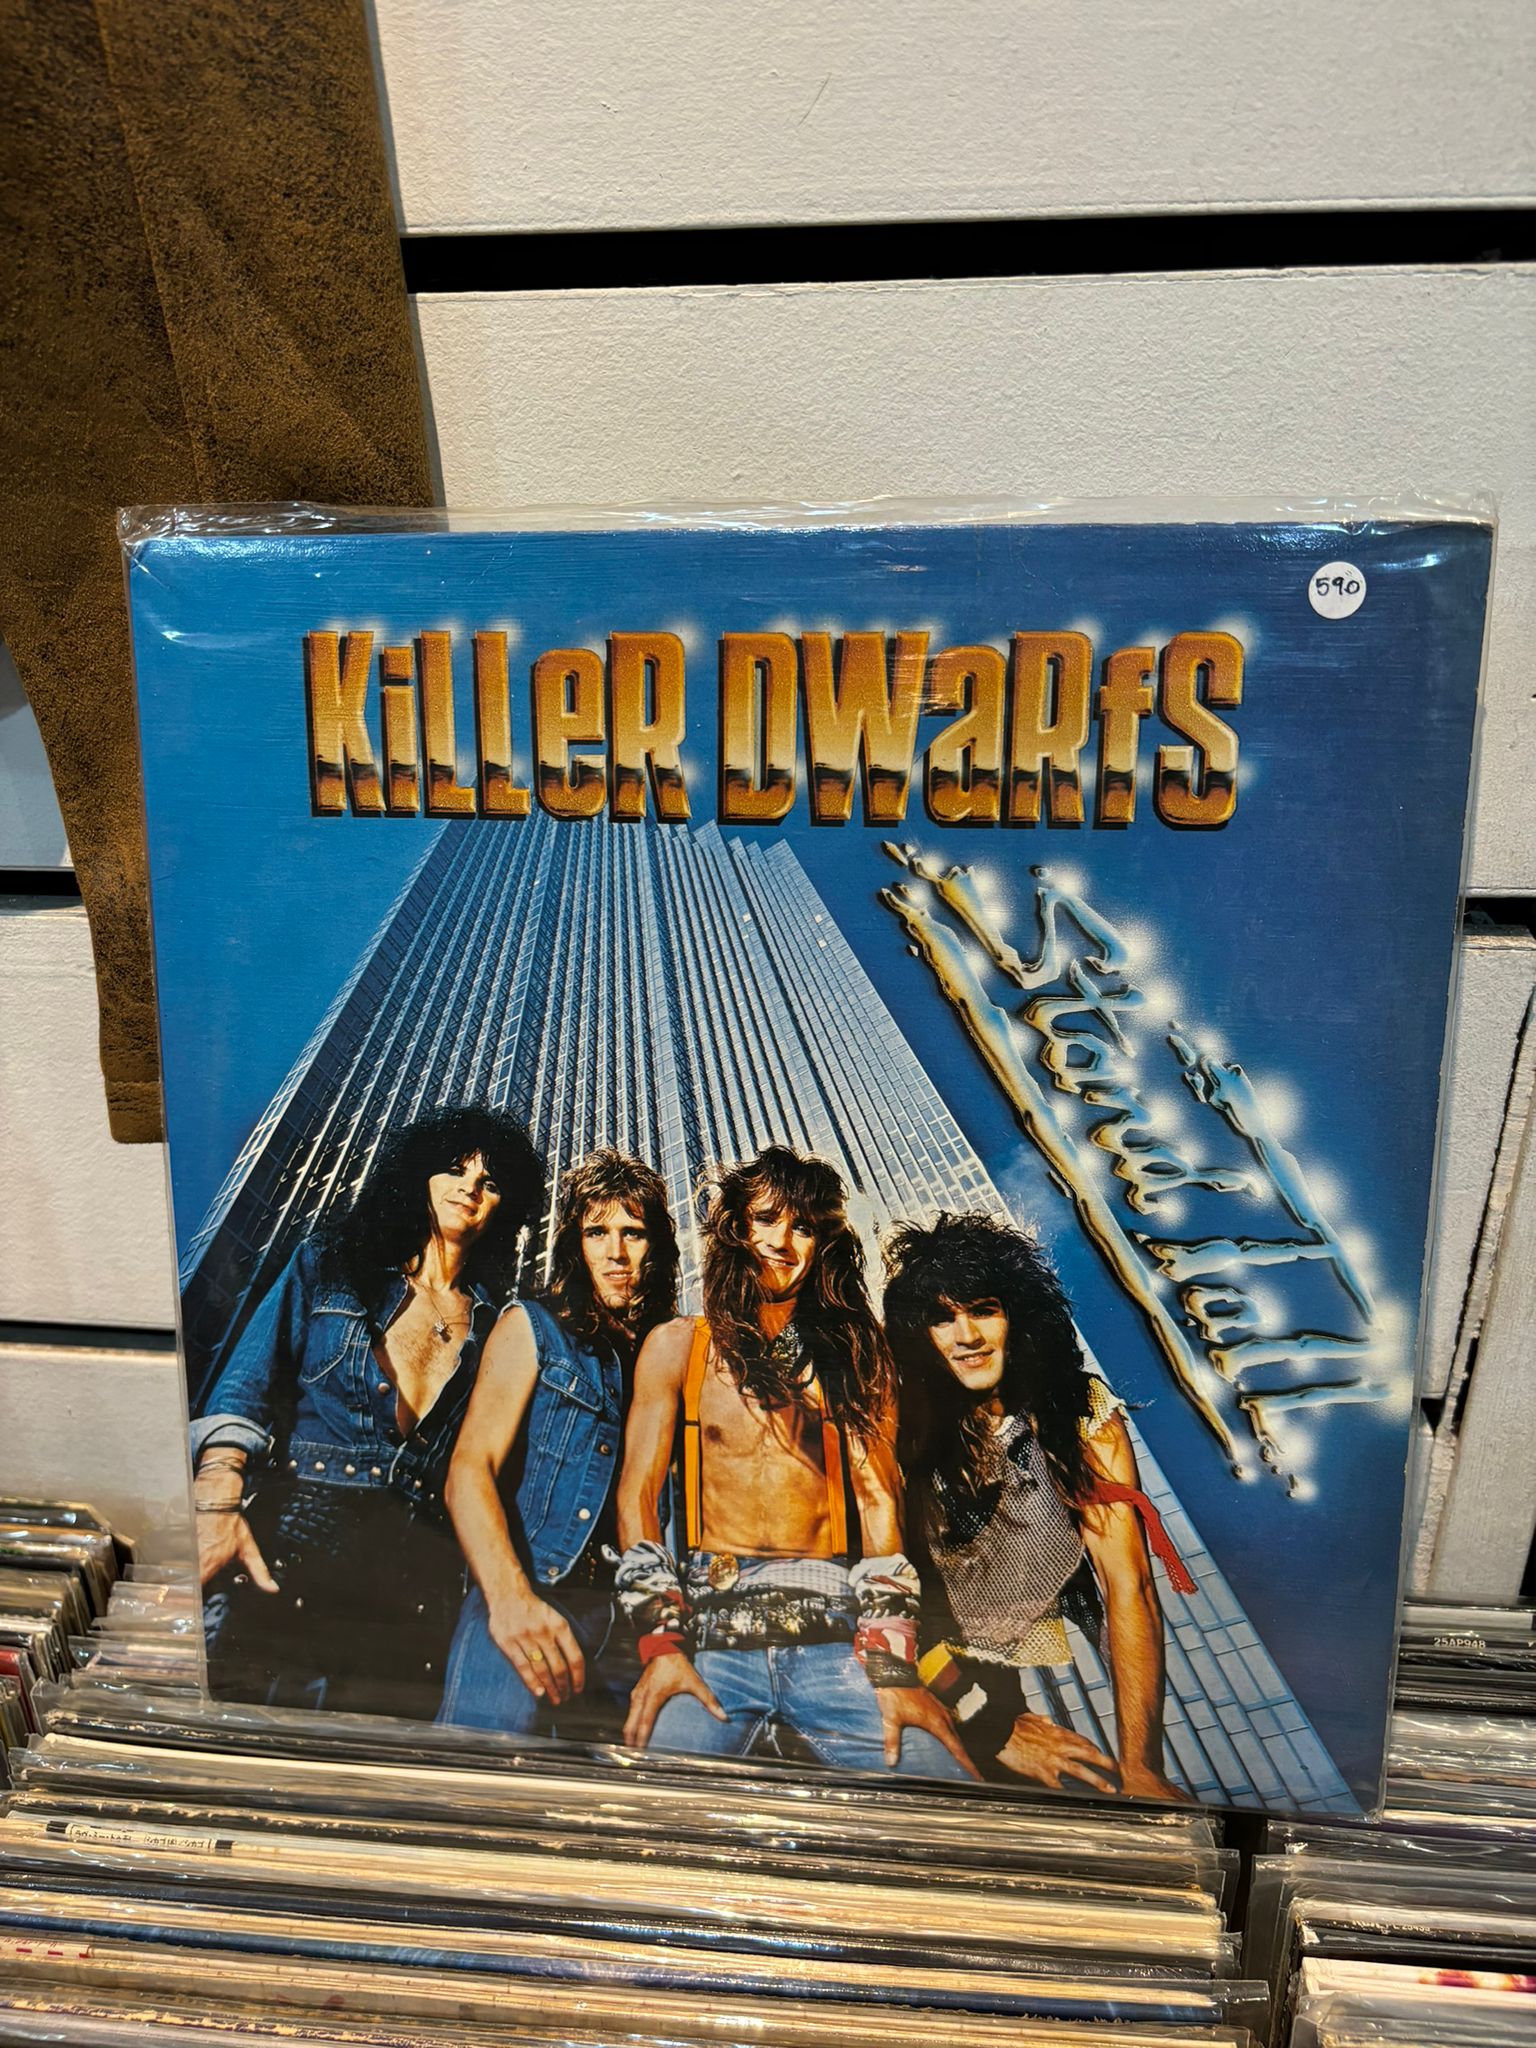 590
KiLLeR DWaRfS
Stand Tall
25AP948